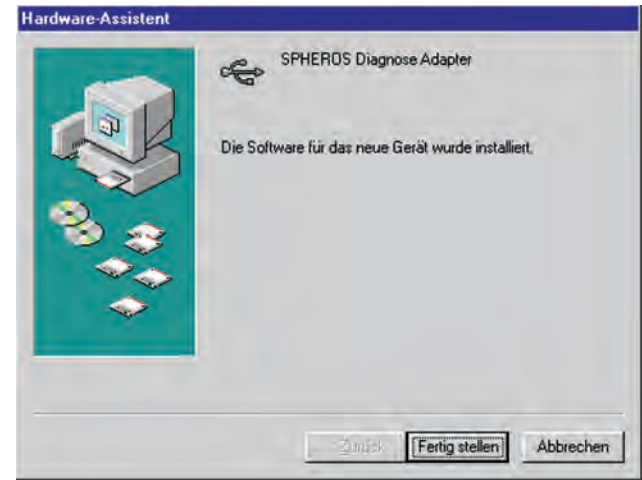 Hardware-Assistent
SPHEROS Diagnose Adapter
Die Software für das neue Gerät wurde installiert.
Zurück
Fertig stellen
Abbrechen